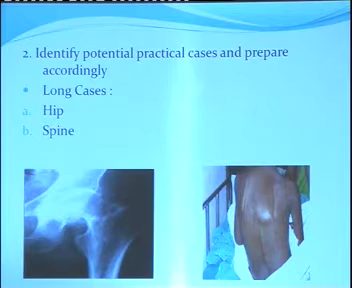 2. Identify potential practical cases and prepare
accordingly
• Long Cases :
a. Hip
b. Spine